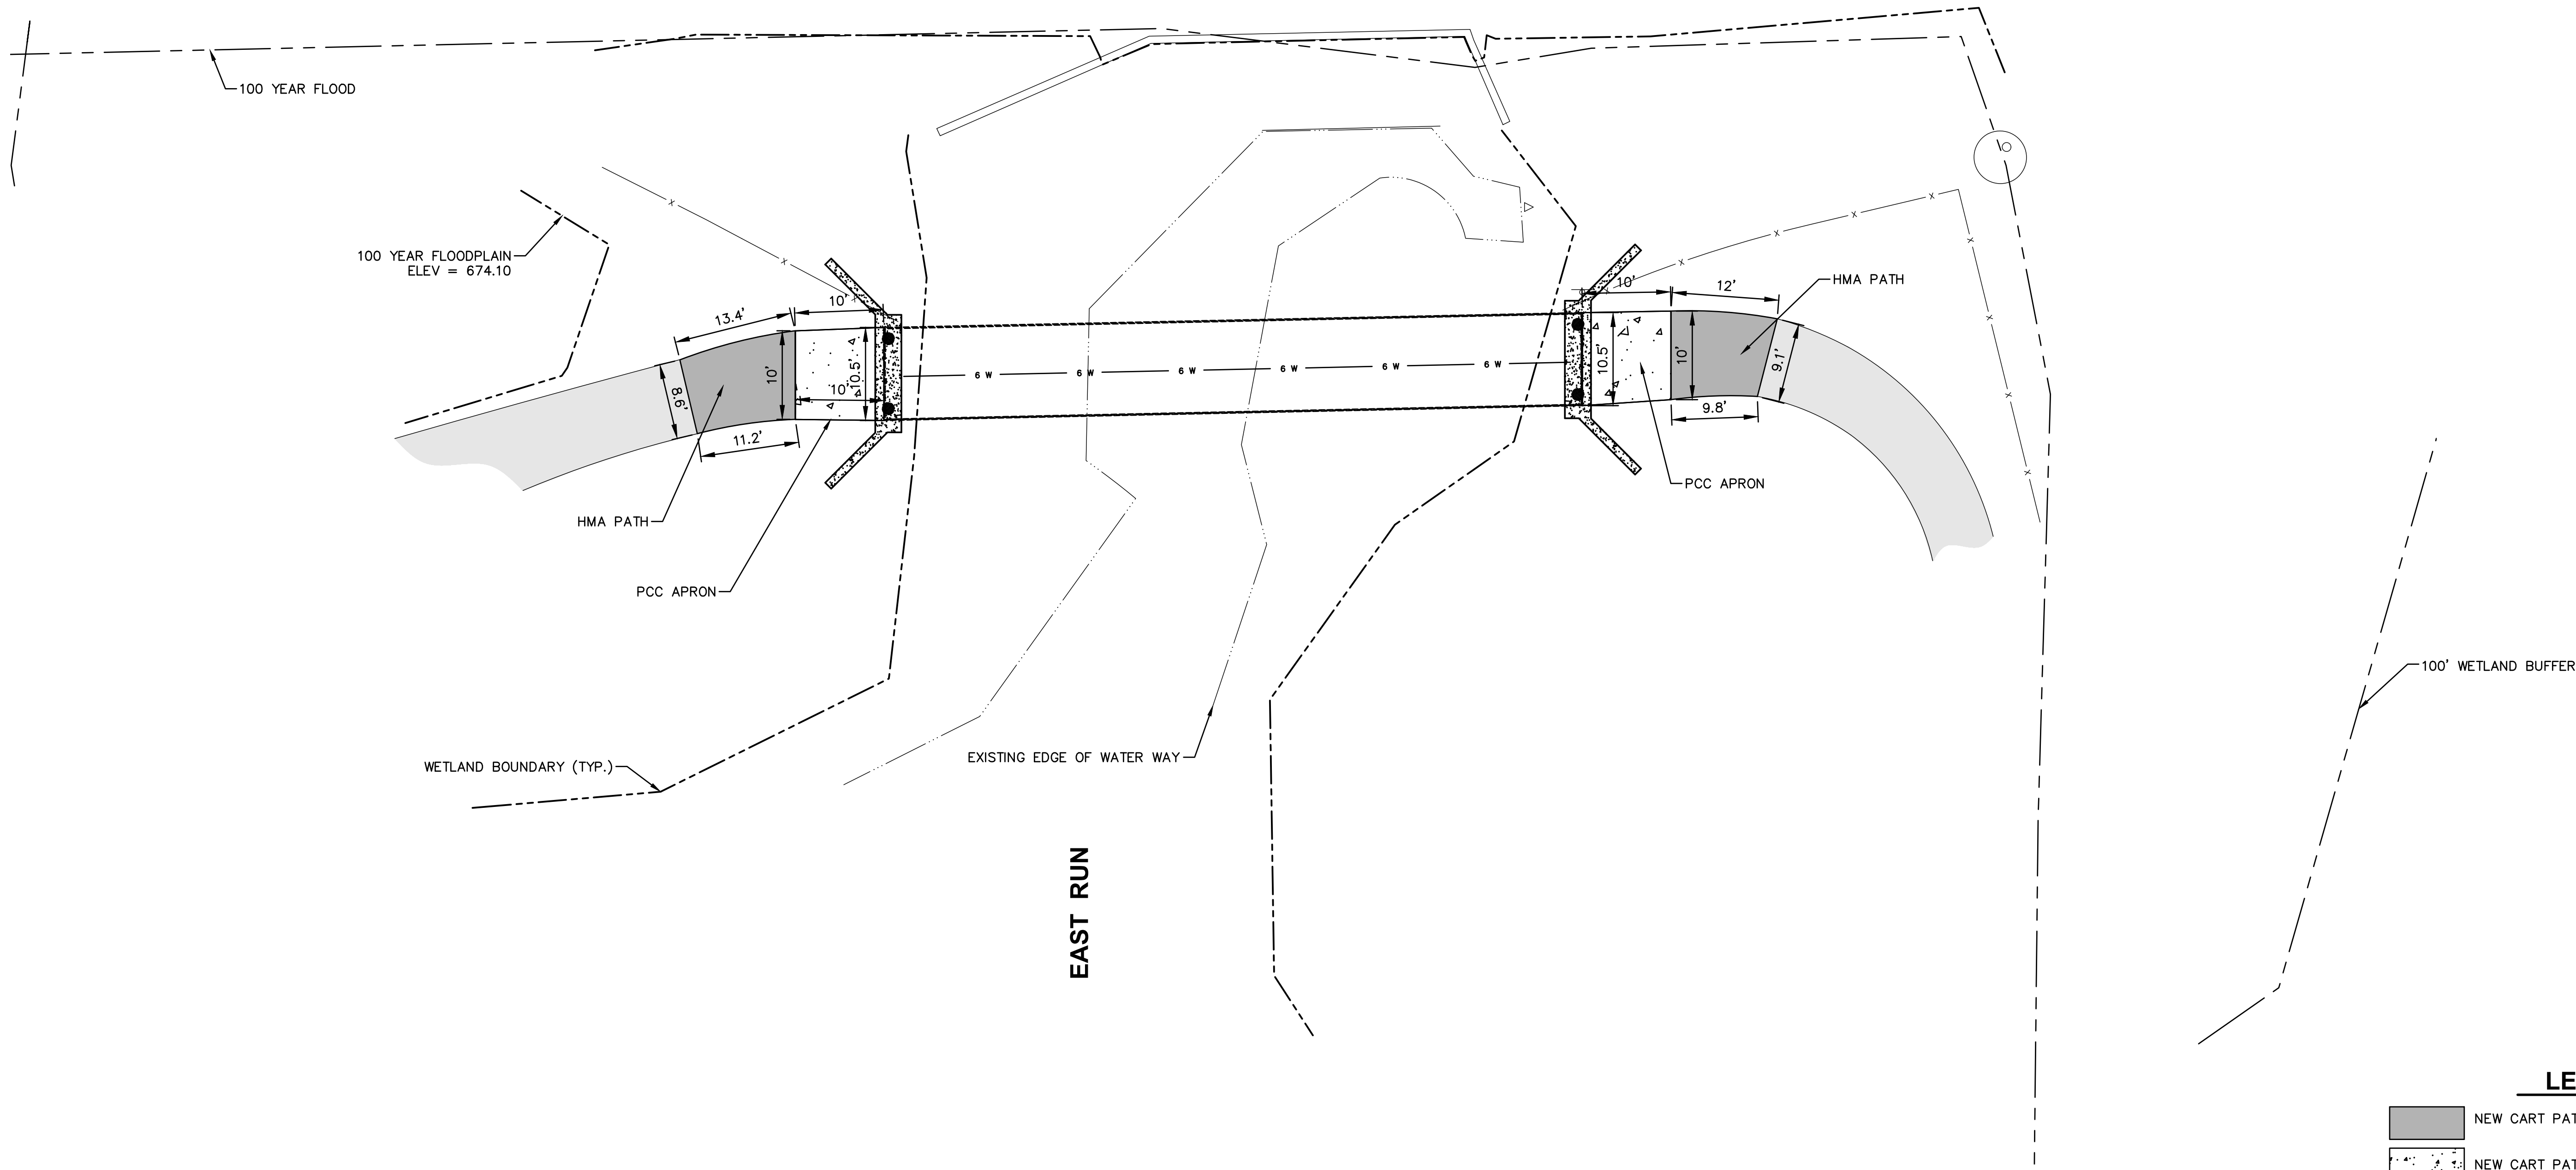 100 YEAR FLOOD
100 YEAR FLOODPLAIN
ELEV = 674.10
13.4'
10'
10'
12'
HMA PATH
8.6'
10'
10.5'
10'
6 W
6 W
6 W
6 W
6 W
6 W
10.5'
10'
9.1'
11.2'
9.8'
HMA PATH
PCC APRON
PCC APRON
100' WETLAND BUFFER
WETLAND BOUNDARY (TYP.)
EXISTING EDGE OF WATER WAY
EAST RUN
LE
NEW CART PAT
NEW CART PAT
X
X
X
X
X
X
X
X
X
X
X